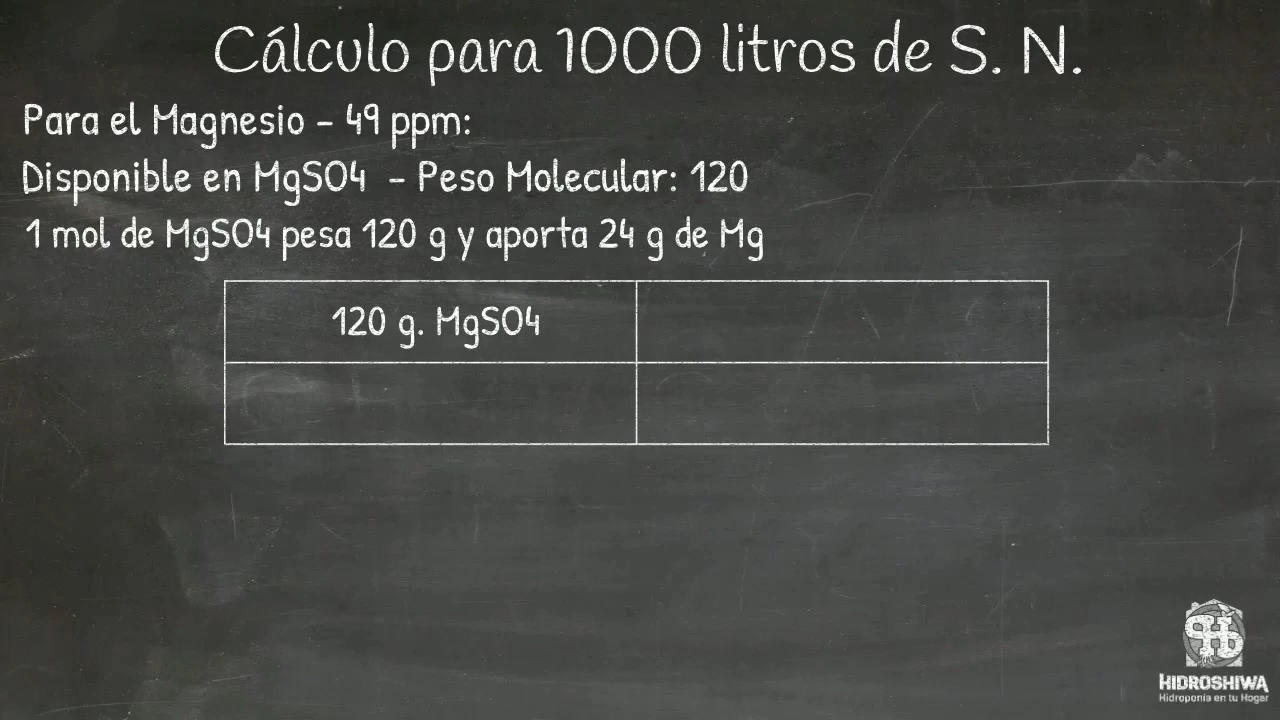 Cálculo para 1000 litros de S. N.
Para el Magnesio - 49 ppm:
Disponible en MgSO4 - Peso Molecular: 120
1 mol de MgSO4 pesa 120 g y aporta 24 g de Mg
120 g. MgSO4
HIDROSHIWA
Hidroponía en tu Hogar